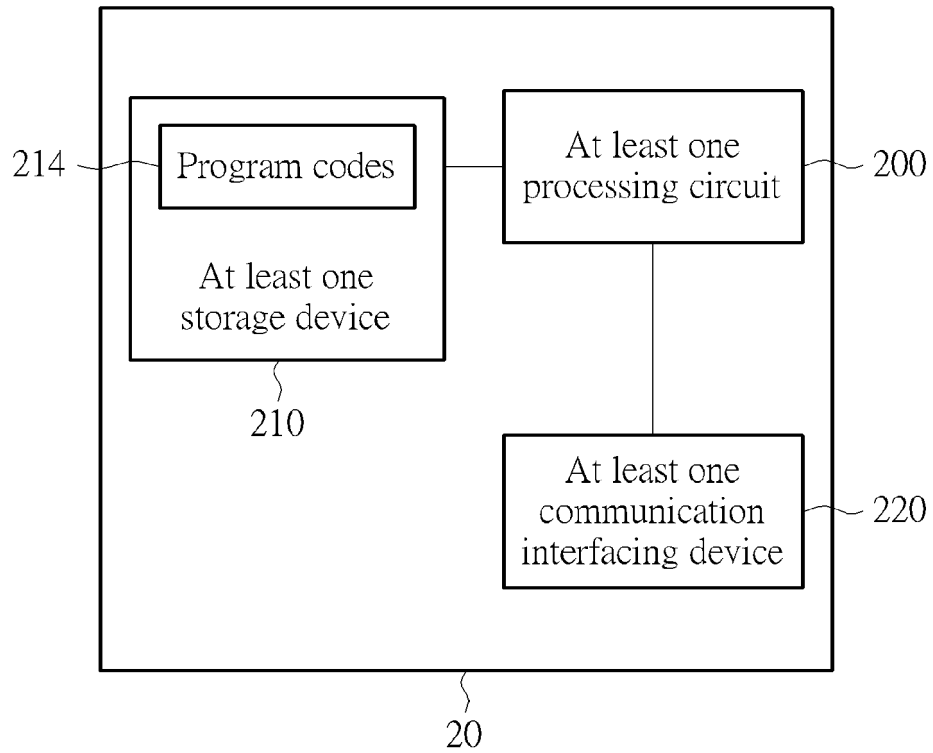 214
Program codes
At least one
storage device
210
At least one
processing circuit
200
At least one
communication
interfacing device
220
20